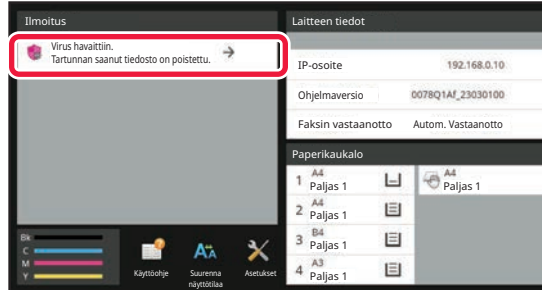 Ilmoitus
Virus havaittiin.
Tartunnan saanut tiedosto on poistettu.
Laitteen tiedot
IP-osoite 192.168.0.10
Ohjelmaversio 0078Q1Af_23030100
Faksin vastaanotto Autom. Vastaanotto
Paperikaukalo
1 A4 Paljas 1
A4 Paljas 1
2 A4 Paljas 1
3 B4 Paljas 1
4 A3 Paljas 1
Bk
C
M
Y
Käyttöohje
Suurenna näyttötilaa
Asetukset